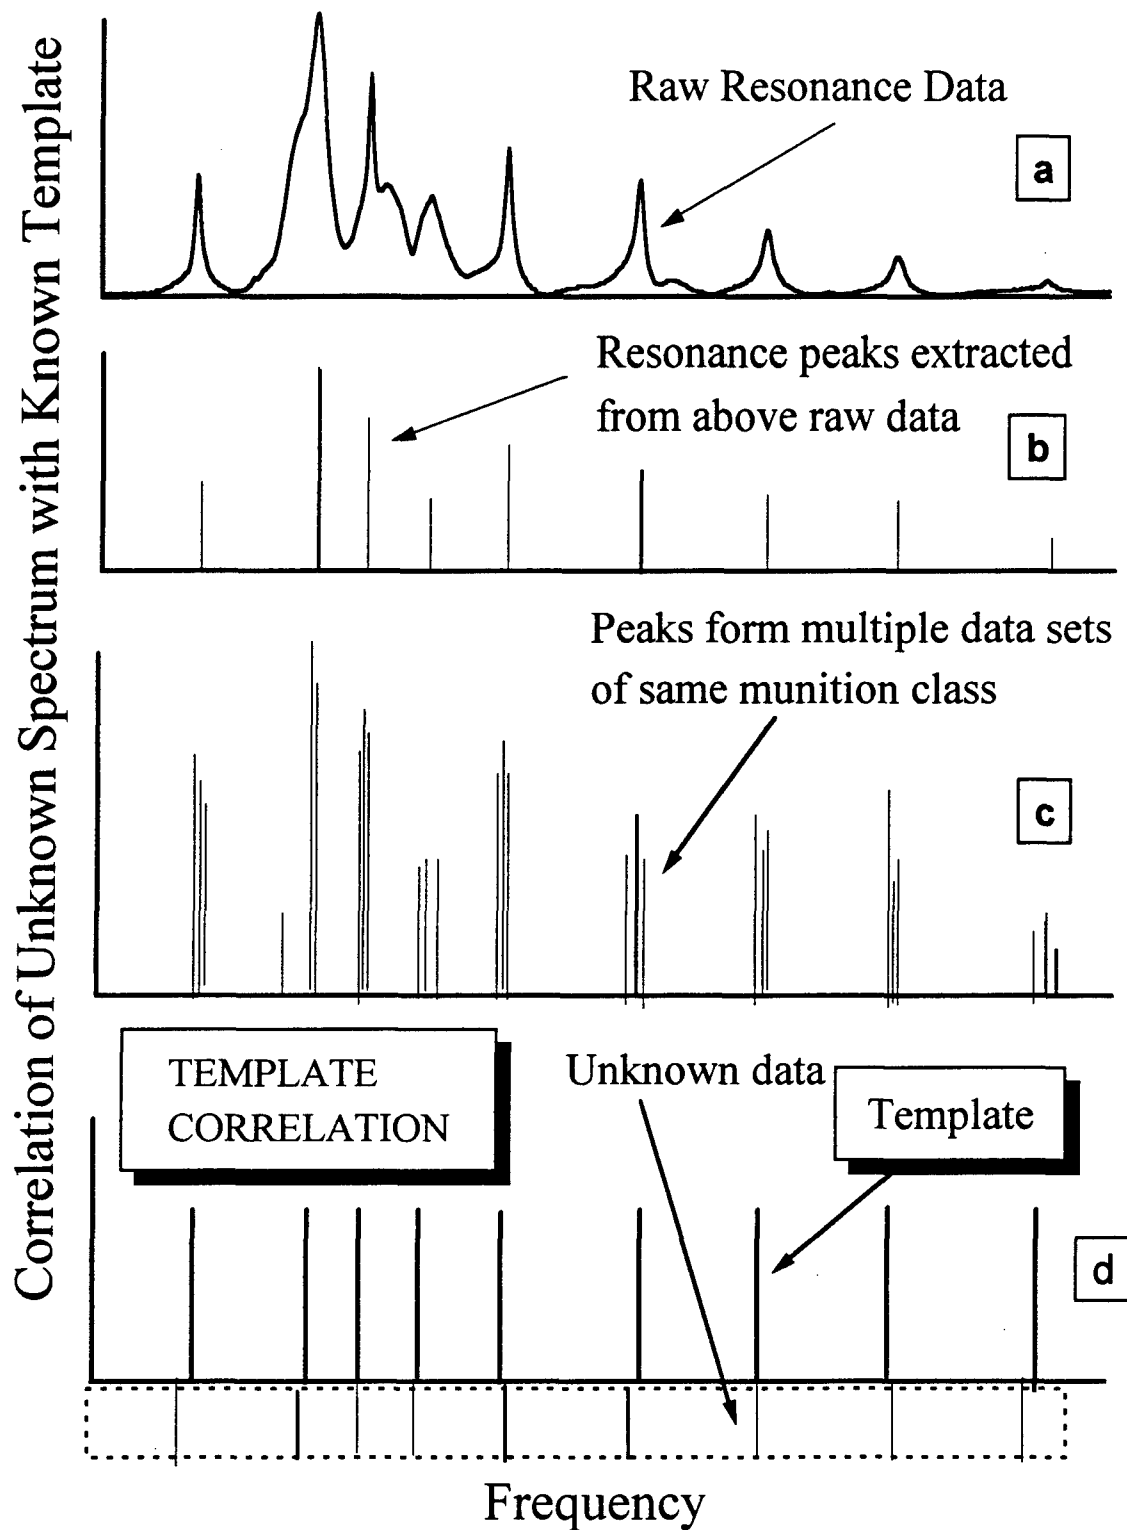 Correlation of Unknown Spectrum with Known Template
Raw Resonance Data
a
Resonance peaks extracted
from above raw data
b
Peaks form multiple data sets
of same munition class
c
TEMPLATE
CORRELATION
Unknown data
Template
d
Frequency